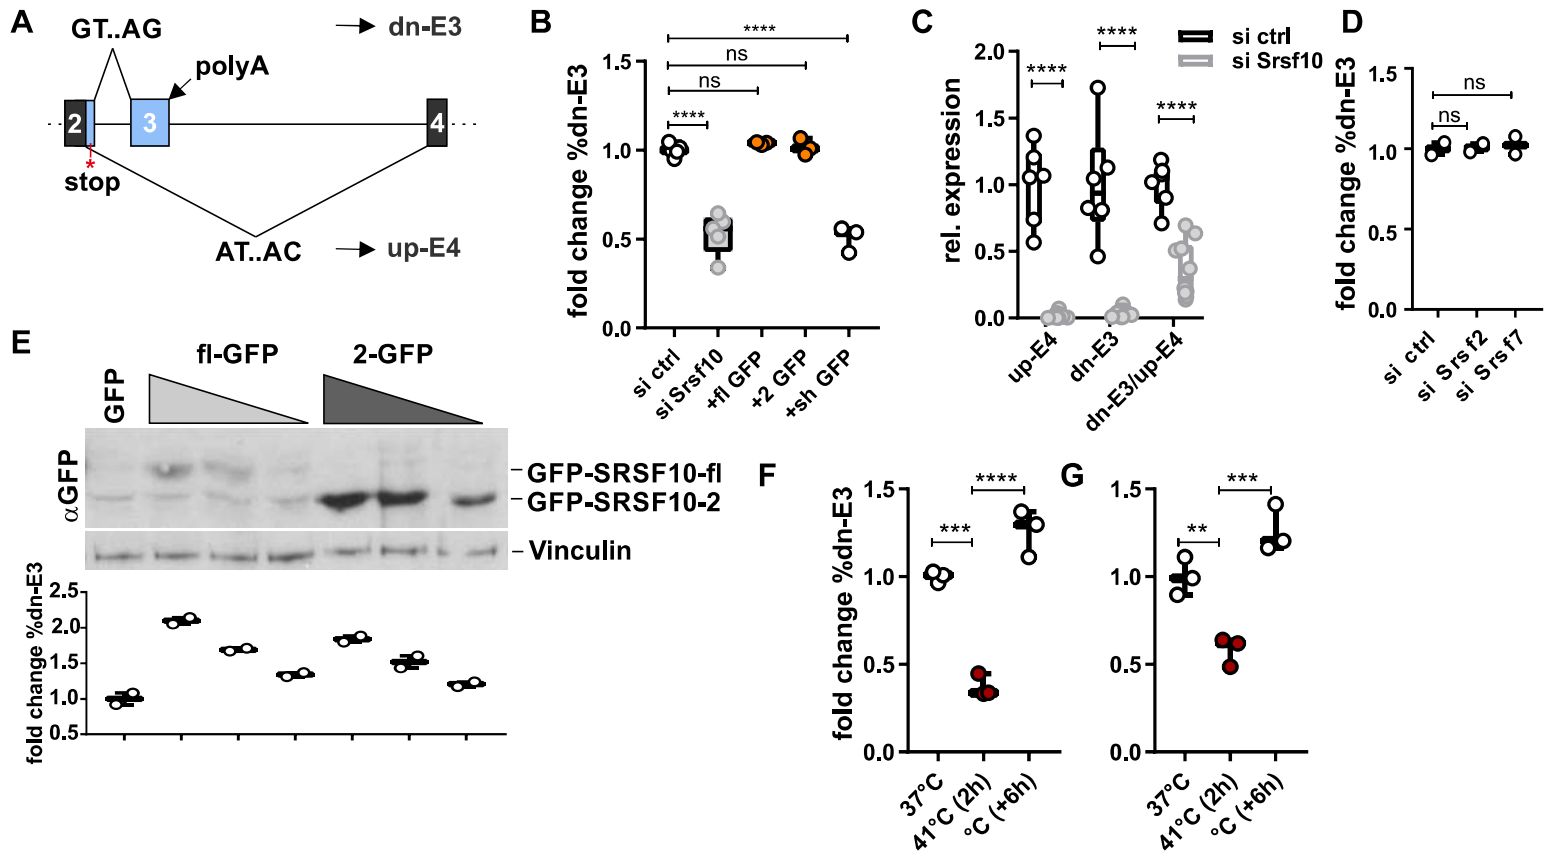 A
GT..AG
dn-E3
polyA
2
3
4
*
stop
AT..AC
up-E4
B
fold change %dn-E3
1.5
1.0
0.5
0.0
****
ns
ns
****
si ctrl
si Srsf10
+fl GFP
+2 GFP
+sh GFP
C
si ctrl
si Srsf10
rel. expression
2.0
1.5
1.0
0.5
0.0
****
****
****
up-E4
dn-E3
dn-E3/up-E4
D
fold change %dn-E3
1.5
1.0
0.5
0.0
ns
ns
si ctrl
si Srsf2
si Srsf7
E
GFP
fl-GFP
2-GFP
αGFP
GFP-SRSF10-fl
GFP-SRSF10-2
Vinculin
fold change %dn-E3
2.5
2.0
1.5
1.0
0.5
F
fold change %dn-E3
1.5
1.0
0.5
0.0
****
***
37°C
41°C (2h)
°C (+6h)
G
1.5
1.0
0.5
0.0
***
**
37°C
41°C (2h)
°C (+6h)